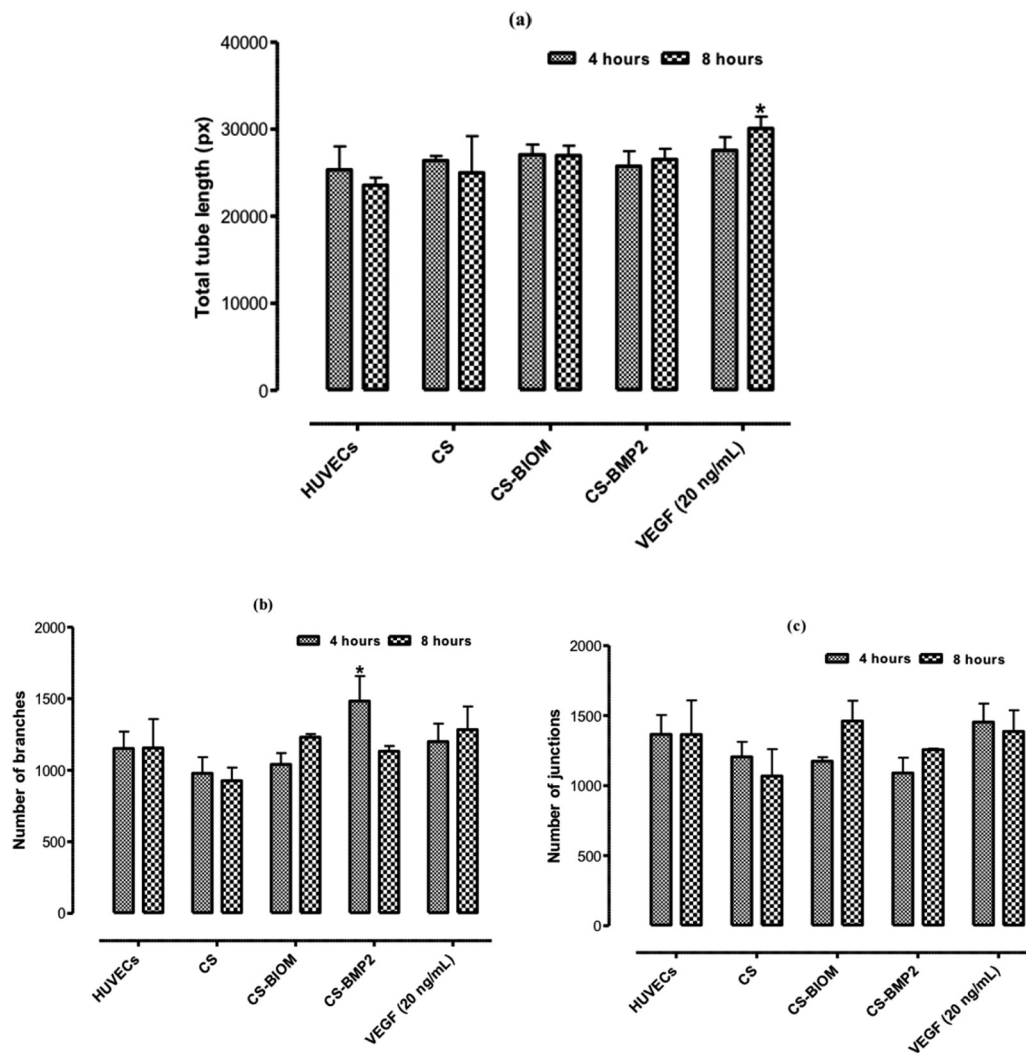 (a)
4 hours 8 hours
Total tube length (px)
40000
30000
20000
10000
0
*
HUVECs
CS
CS-BIOM
CS-BMP2
VEGF (20 ng/mL)
(b)
4 hours 8 hours
Number of branches
2000
1500
1000
500
0
*
HUVECs
CS
CS-BIOM
CS-BMP2
VEGF (20 ng/mL)
(c)
4 hours 8 hours
Number of junctions
2000
1500
1000
500
0
HUVECs
CS
CS-BIOM
CS-BMP2
VEGF (20 ng/mL)